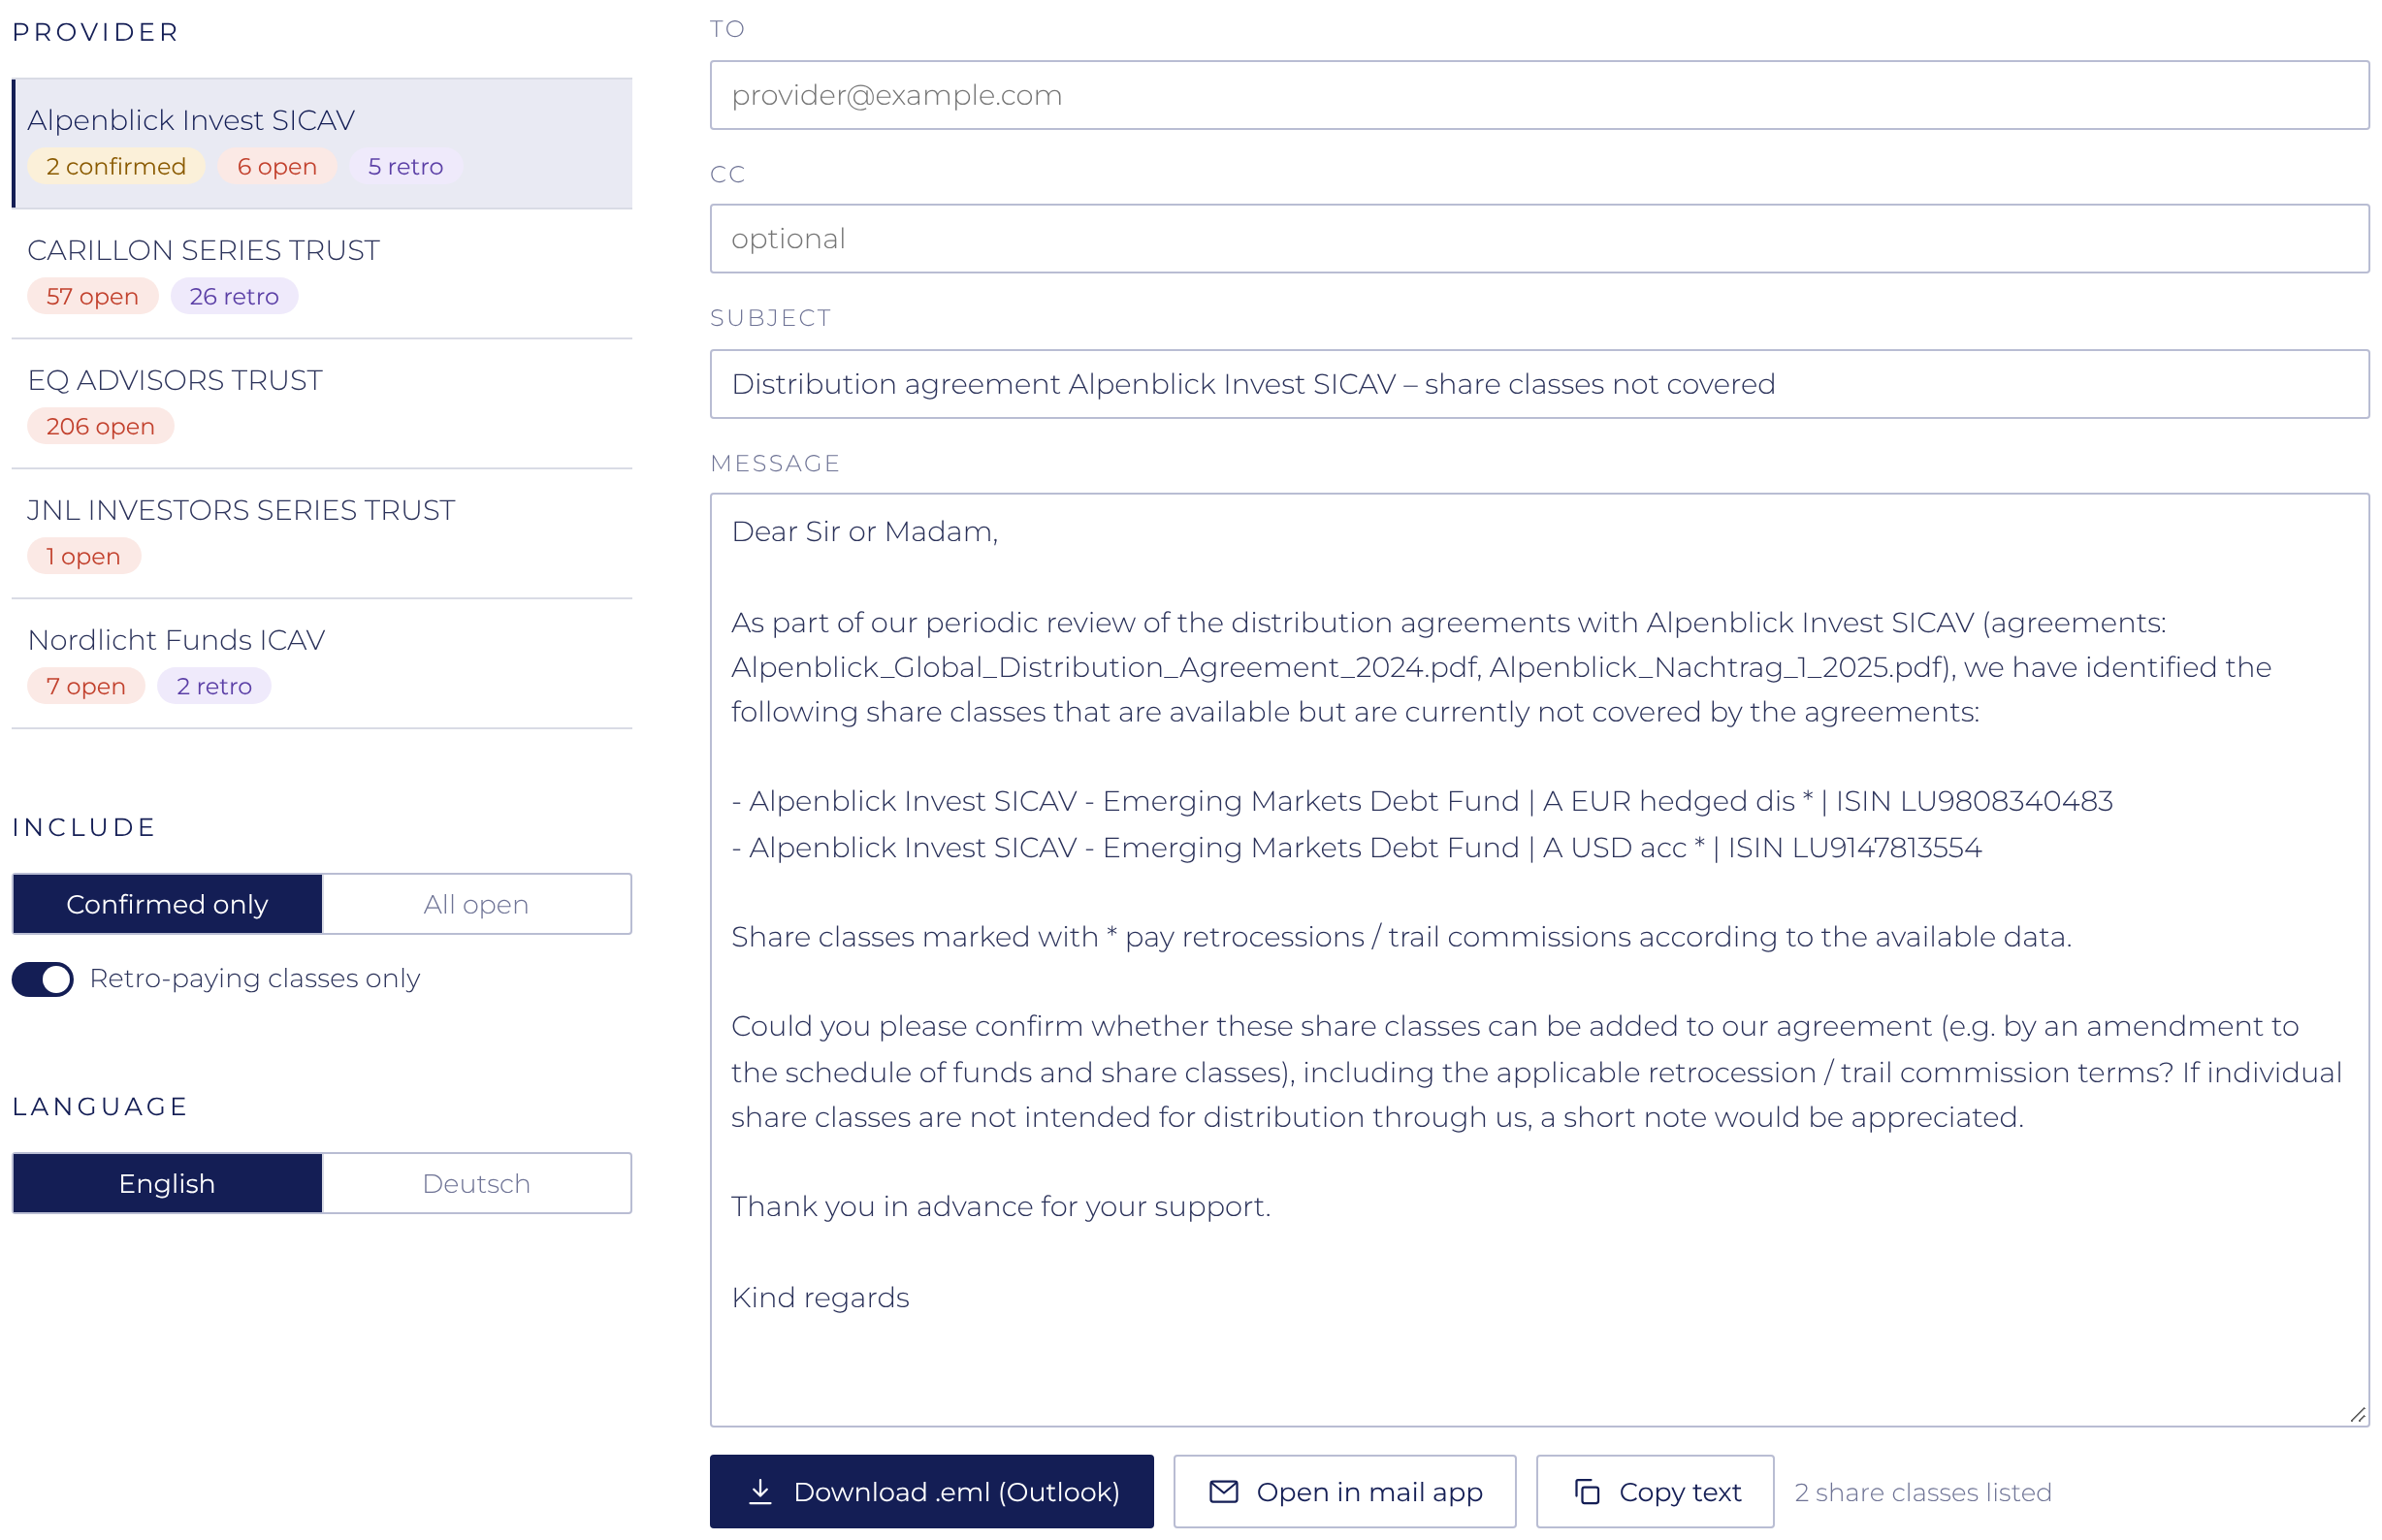 PROVIDER
Alpenblick Invest SICAV
2 confirmed 6 open 5 retro
CARILLON SERIES TRUST
57 open 26 retro
EQ ADVISORS TRUST
206 open
JNL INVESTORS SERIES TRUST
1 open
Nordlicht Funds ICAV
7 open 2 retro
INCLUDE
Confirmed only All open
Retro-paying classes only
LANGUAGE
English Deutsch
TO
provider@example.com
CC
optional
SUBJECT
Distribution agreement Alpenblick Invest SICAV – share classes not covered
MESSAGE
Dear Sir or Madam,
As part of our periodic review of the distribution agreements with Alpenblick Invest SICAV (agreements:
Alpenblick_Global_Distribution_Agreement_2024.pdf, Alpenblick_Nachtrag_1_2025.pdf), we have identified the
following share classes that are available but are currently not covered by the agreements:
- Alpenblick Invest SICAV - Emerging Markets Debt Fund | A EUR hedged dis * | ISIN LU9808340483
- Alpenblick Invest SICAV - Emerging Markets Debt Fund | A USD acc * | ISIN LU9147813554
Share classes marked with * pay retrocessions / trail commissions according to the available data.
Could you please confirm whether these share classes can be added to our agreement (e.g. by an amendment to
the schedule of funds and share classes), including the applicable retrocession / trail commission terms? If individual
share classes are not intended for distribution through us, a short note would be appreciated.
Thank you in advance for your support.
Kind regards
Download .eml (Outlook) Open in mail app Copy text 2 share classes listed